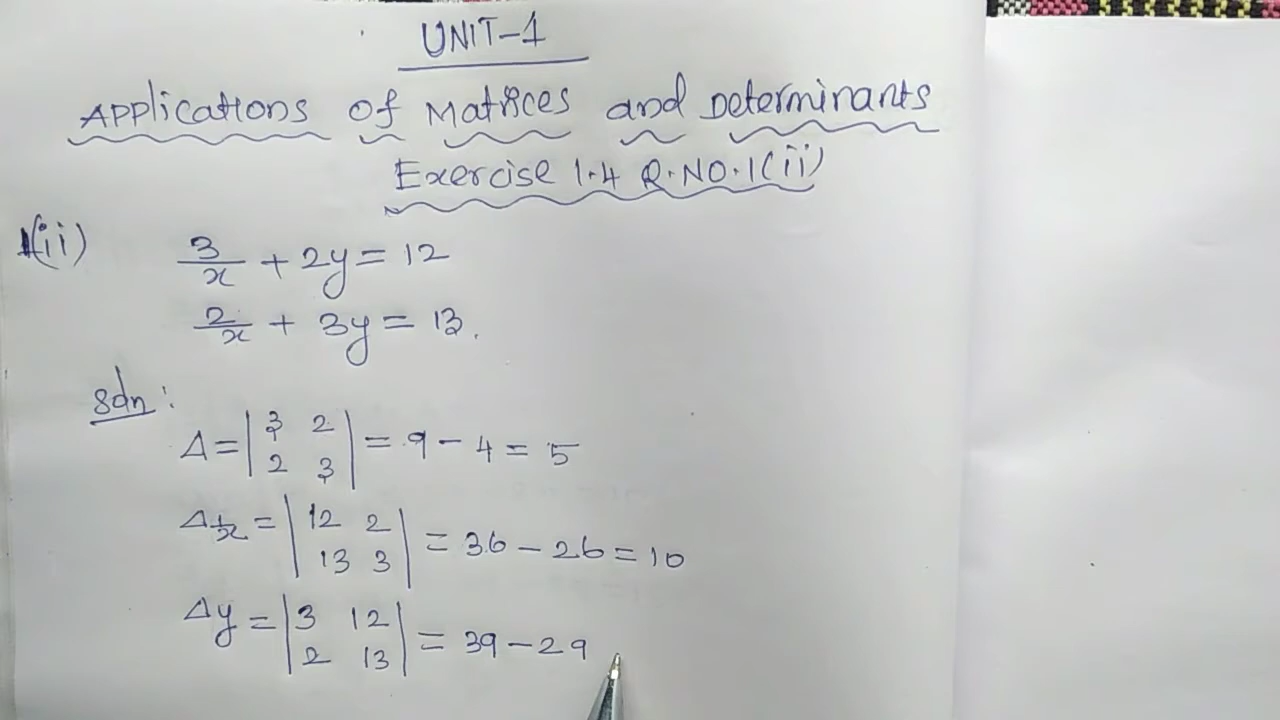 UNIT-1
Applications of Matrices and Determinants
Exercise 1.4 Q.NO.1(ii)
1(ii) 3/x + 2y = 12
2/x + 3y = 13.
Soln:
Δ = |3 2; 2 3| = 9 - 4 = 5
Δ1/x = |12 2; 13 3| = 36 - 26 = 10
Δy = |3 12; 2 13| = 39 - 29